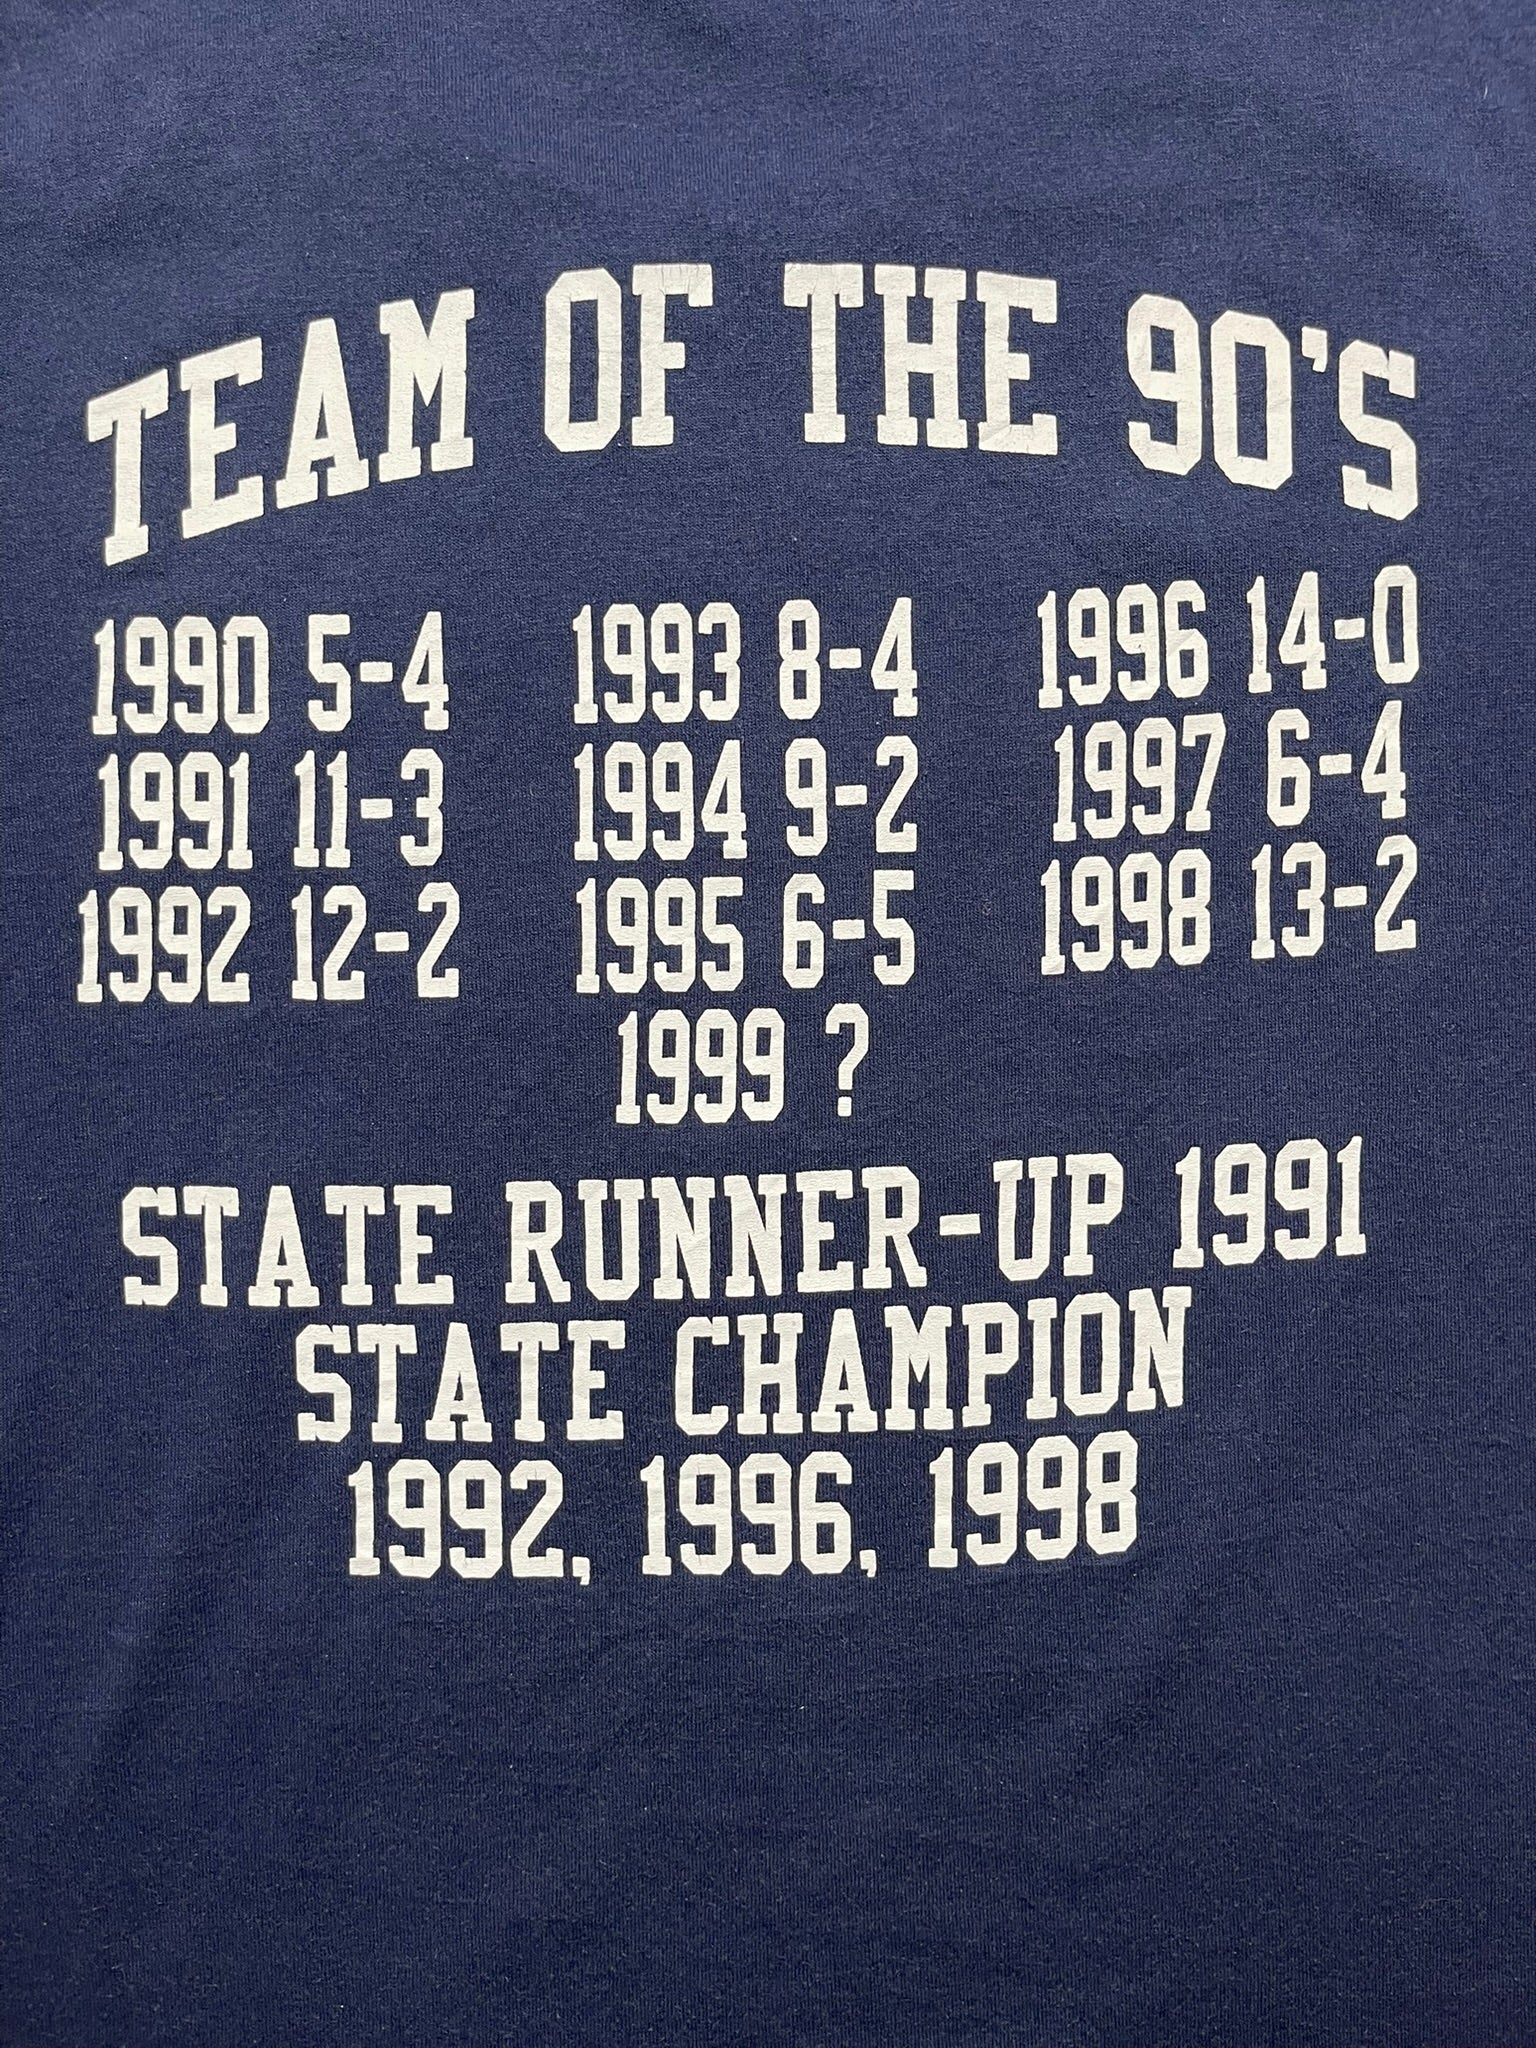 TEAM OF THE 90'S
1990 5-4 1993 8-4 1996 14-0
1991 11-3 1994 9-2 1997 6-4
1992 12-2 1995 6-5 1998 13-2
1999 ?
STATE RUNNER-UP 1991
STATE CHAMPION
1992, 1996, 1998